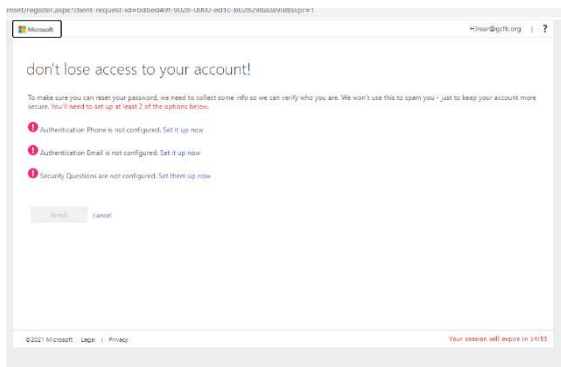 Microsoft
?
don't lose access to your account!
To make sure you can reset your password, we need to collect some info so we can verify who you are. We won't use this to spam you - just to keep your account more
secure. You'll need to set up at least 2 of the options below.
Authentication Phone is not configured. Set it up now
Authentication Email is not configured. Set it up now
Security Questions are not configured. Set them up now
finish cancel
©2021 Microsoft Legal | Privacy
Your session will expire in 14:53